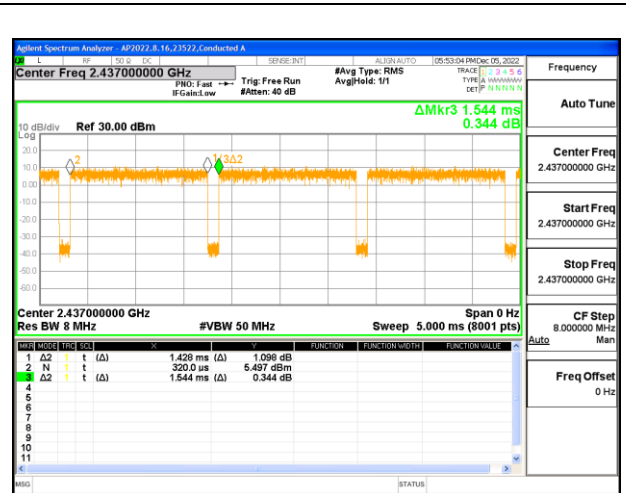 Agilent Spectrum Analyzer - AP2022.8.16,23522,Conducted A
L RF 50 Ω DC SENSE:INT ALIGN AUTO 05:53:04 PM Dec 05, 2022
Center Freq 2.437000000 GHz
PNO: Fast
IFGain:Low
Trig: Free Run
#Atten: 40 dB
#Avg Type: RMS
Avg|Hold: 1/1
TRACE 1 2 3 4 5 6
TYPE A WWWWW
DET P N N N N N
ΔMkr3 1.544 ms
0.344 dB
10 dB/div Ref 30.00 dBm
Log
20.0
10.0
0.00
-10.0
-20.0
-30.0
-40.0
-50.0
-60.0
2
1/3Δ2
Center 2.437000000 GHz Span 0 Hz
Res BW 8 MHz #VBW 50 MHz Sweep 5.000 ms (8001 pts)
MKR MODE TRC SCL X Y FUNCTION FUNCTION WIDTH FUNCTION VALUE
1 Δ2 1 t (Δ) 1.428 ms (Δ) 1.098 dB
2 N 1 t 320.0 µs 5.497 dBm
3 Δ2 1 t (Δ) 1.544 ms (Δ) 0.344 dB
4
5
6
7
8
9
10
11
MSG STATUS
Frequency
Auto Tune
Center Freq
2.437000000 GHz
Start Freq
2.437000000 GHz
Stop Freq
2.437000000 GHz
CF Step
8.000000 MHz
Auto Man
Freq Offset
0 Hz